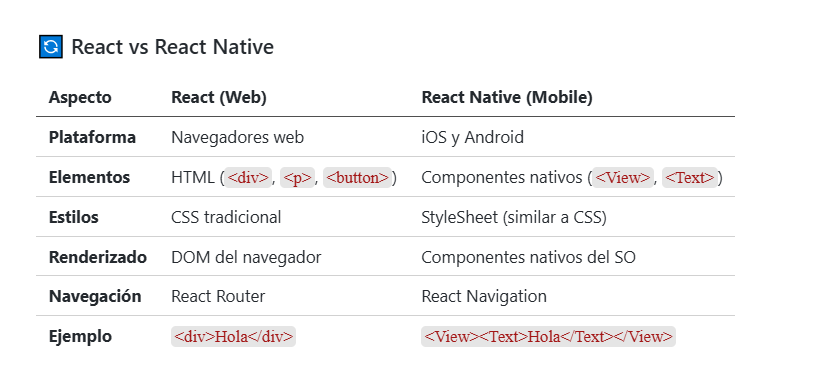 🔄 React vs React Native
Aspecto React (Web) React Native (Mobile)
Plataforma Navegadores web iOS y Android
Elementos HTML (<div>, <p>, <button>) Componentes nativos (<View>, <Text>)
Estilos CSS tradicional StyleSheet (similar a CSS)
Renderizado DOM del navegador Componentes nativos del SO
Navegación React Router React Navigation
Ejemplo <div>Hola</div> <View><Text>Hola</Text></View>